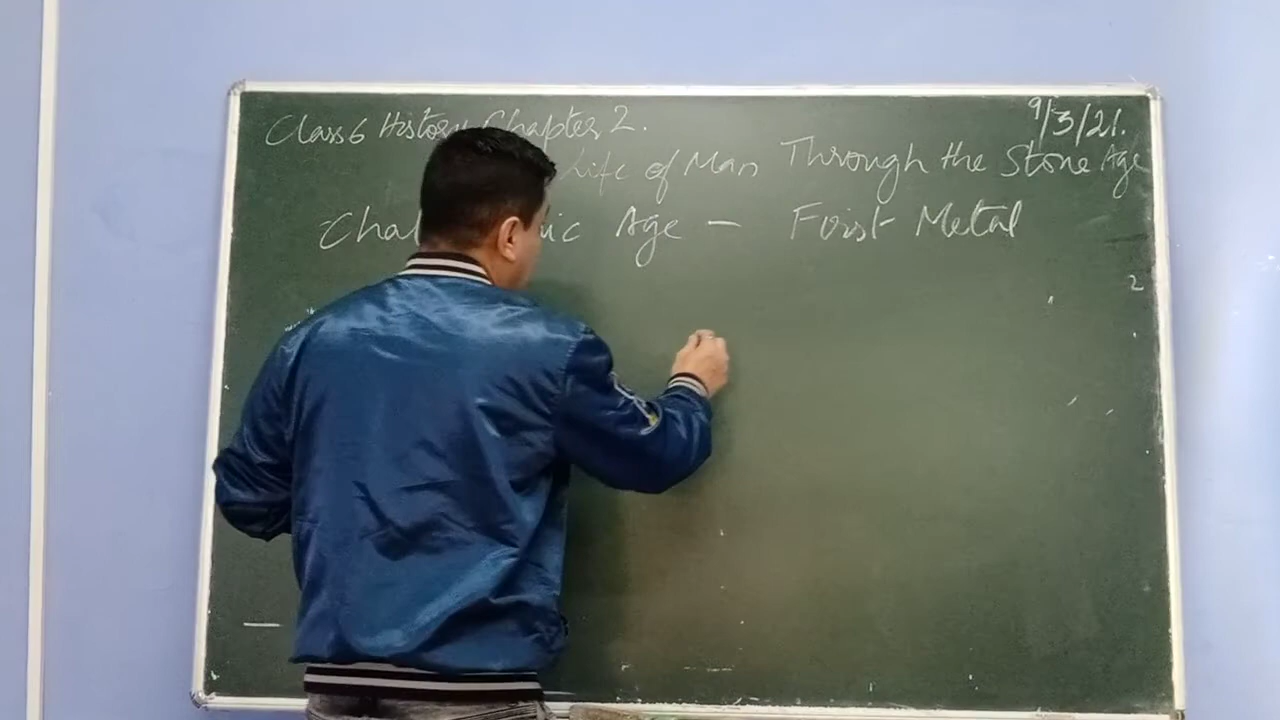 Class 6 History Chapter 2. 9/3/21.
Life of Man Through the Stone Age
Age - First Metal
2